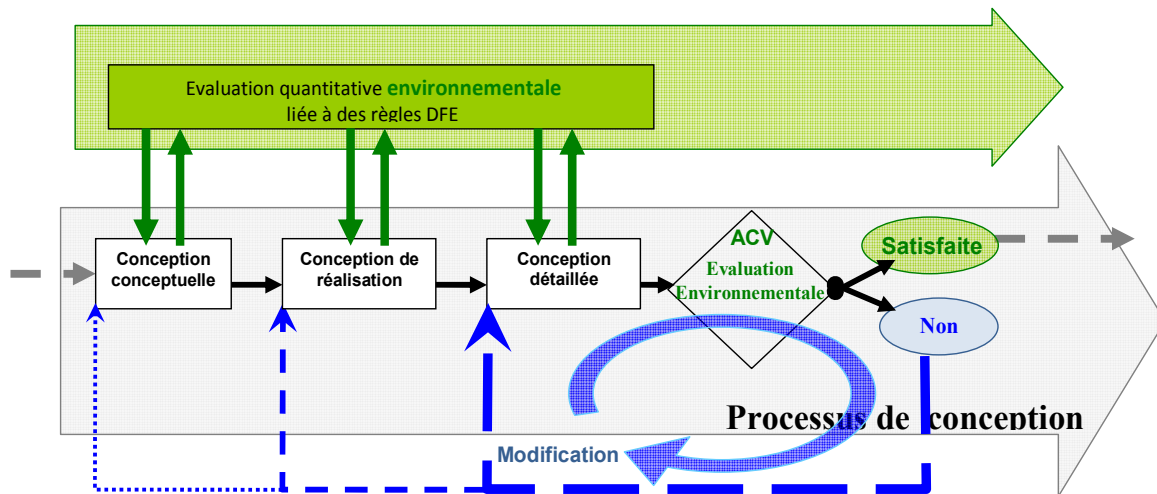 Evaluation quantitative environnementale
liée à des règles DFE
Conception
conceptuelle
Conception de
réalisation
Conception
détaillée
ACV
Evaluation
Environnementale
Satisfaite
Non
Processus de conception
Modification